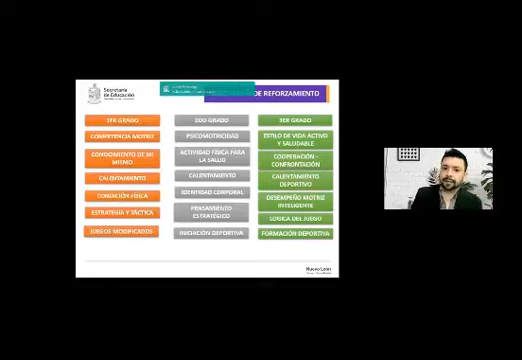 Secretaría
de Educación
DE REFORZAMIENTO
1ER GRADO
2DO GRADO
3ER GRADO
COMPETENCIA MOTRIZ
PSICOMOTRICIDAD
ESTILO DE VIDA ACTIVO
Y SALUDABLE
CONOCIMIENTO DE MI
MISMO
ACTIVIDAD FÍSICA PARA
LA SALUD
COOPERACIÓN -
CONFRONTACIÓN
CALENTAMIENTO
CALENTAMIENTO
CALENTAMIENTO
DEPORTIVO
CONDICIÓN FÍSICA
IDENTIDAD CORPORAL
DESEMPEÑO MOTRIZ
INTELIGENTE
ESTRATEGIA Y TÁCTICA
PENSAMIENTO
ESTRATÉGICO
LOGICA DEL JUEGO
JUEGOS MODIFICADOS
INICIACIÓN DEPORTIVA
FORMACIÓN DEPORTIVA
Nuevo León